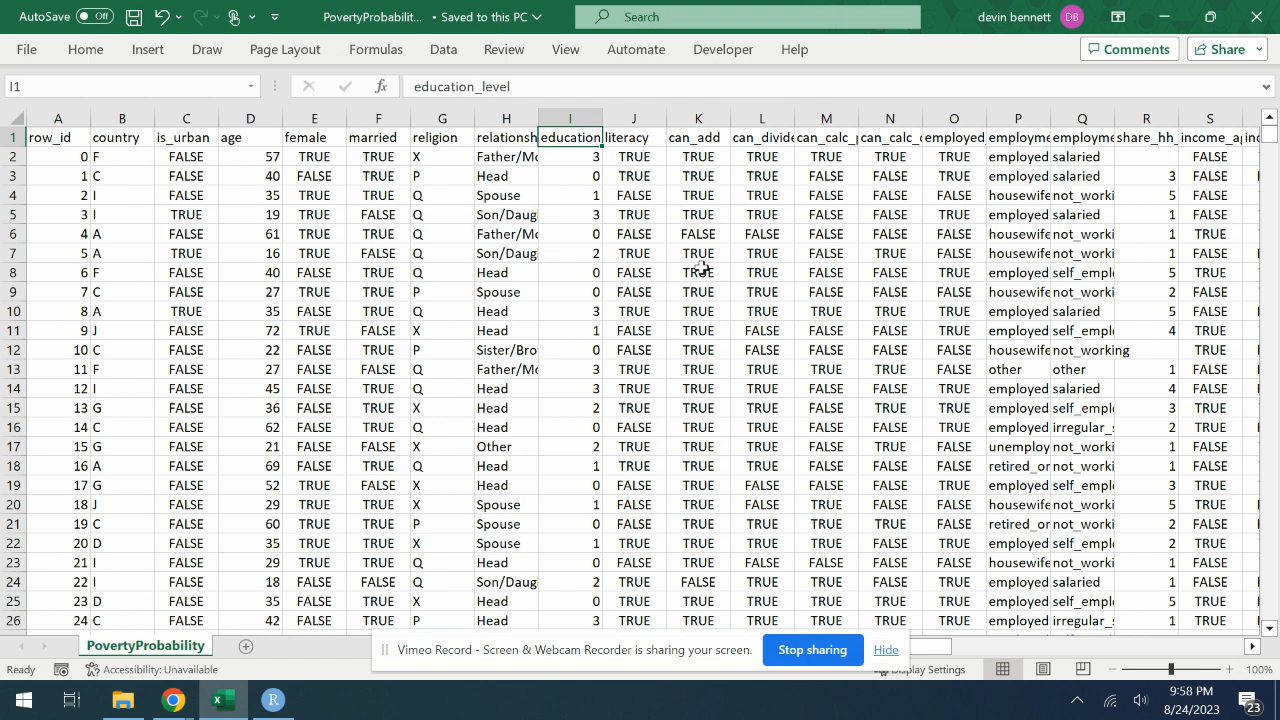 AutoSave Off PovertyProbabilit... • Saved to this PC Search devin bennett DB
File Home Insert Draw Page Layout Formulas Data Review View Automate Developer Help Comments Share
I1 fx education_level
A B C D E F G H I J K L M N O P Q R S
1 row_id country is_urban age female married religion relationsh education literacy can_add can_divide can_calc_ can_calc_ employed employme employme share_hh_ income_a in
2 0 F FALSE 57 TRUE TRUE X Father/Mo 3 TRUE TRUE TRUE TRUE TRUE TRUE employed salaried FALSE
3 1 C FALSE 40 FALSE TRUE P Head 0 TRUE TRUE TRUE TRUE TRUE TRUE employed salaried 3 FALSE
4 2 I FALSE 35 TRUE TRUE Q Spouse 1 FALSE TRUE TRUE FALSE FALSE FALSE housewife not_worki 5 FALSE
5 3 I TRUE 19 TRUE FALSE Q Son/Daug 3 TRUE TRUE TRUE TRUE TRUE TRUE employed salaried 1 FALSE
6 4 A FALSE 61 TRUE TRUE Q Father/Mo 0 FALSE FALSE FALSE FALSE FALSE FALSE housewife not_worki 1 TRUE
7 5 A TRUE 16 TRUE FALSE Q Son/Daug 2 TRUE TRUE TRUE FALSE TRUE FALSE housewife not_worki 1 FALSE
8 6 F FALSE 40 FALSE TRUE Q Head 0 FALSE TRUE TRUE FALSE FALSE TRUE employed self_empl 5 TRUE
9 7 C FALSE 27 TRUE TRUE P Spouse 0 FALSE TRUE TRUE FALSE FALSE FALSE housewife not_worki 2 FALSE
10 8 A TRUE 35 FALSE TRUE Q Head 3 TRUE TRUE TRUE FALSE FALSE TRUE employed salaried 5 FALSE
11 9 J FALSE 72 TRUE FALSE X Head 1 TRUE TRUE FALSE FALSE FALSE TRUE employed self_empl 4 TRUE
12 10 C FALSE 22 FALSE TRUE P Sister/Bro 0 FALSE TRUE FALSE FALSE FALSE FALSE housewife not_working TRUE
13 11 F FALSE 27 FALSE FALSE Q Father/Mo 3 TRUE TRUE TRUE TRUE TRUE FALSE other other 1 FALSE
14 12 I FALSE 45 FALSE TRUE Q Head 3 TRUE TRUE TRUE TRUE TRUE TRUE employed salaried 4 FALSE
15 13 G FALSE 36 FALSE TRUE X Head 2 TRUE TRUE TRUE FALSE FALSE TRUE employed self_empl 3 TRUE
16 14 C FALSE 62 FALSE TRUE Q Head 0 FALSE TRUE TRUE FALSE FALSE TRUE employed irregular_s 2 TRUE
17 15 G FALSE 21 FALSE FALSE X Other 2 TRUE TRUE TRUE FALSE TRUE FALSE unemploy not_worki 1 FALSE
18 16 A FALSE 69 FALSE TRUE Q Head 1 TRUE TRUE TRUE FALSE FALSE FALSE retired_or not_worki 1 FALSE
19 17 G FALSE 52 TRUE FALSE X Head 0 FALSE TRUE TRUE FALSE FALSE TRUE employed self_empl 3 TRUE
20 18 J FALSE 29 TRUE TRUE X Spouse 1 FALSE TRUE FALSE TRUE FALSE FALSE housewife not_worki 5 TRUE
21 19 C FALSE 60 TRUE TRUE P Spouse 0 FALSE TRUE TRUE TRUE TRUE FALSE retired_or not_worki 2 FALSE
22 20 D FALSE 35 TRUE TRUE X Spouse 1 FALSE TRUE TRUE TRUE FALSE TRUE employed self_empl 2 TRUE
23 21 I FALSE 29 TRUE FALSE Q Head 0 FALSE TRUE FALSE FALSE TRUE FALSE housewife not_worki 1 FALSE
24 22 I FALSE 18 FALSE FALSE Q Son/Daug 2 TRUE FALSE TRUE TRUE FALSE TRUE employed salaried 1 FALSE
25 23 D FALSE 35 FALSE TRUE X Head 0 FALSE TRUE TRUE TRUE FALSE TRUE employed self_empl 5 TRUE
26 24 C FALSE 42 FALSE TRUE P Head 3 TRUE TRUE TRUE TRUE TRUE TRUE employed irregular_s 1 FALSE
PovertyProbability
Vimeo Record - Screen & Webcam Recorder is sharing your screen. Stop sharing Hide
Ready Accessibility: Unavailable Display Settings 100%
9:58 PM
8/24/2023
23